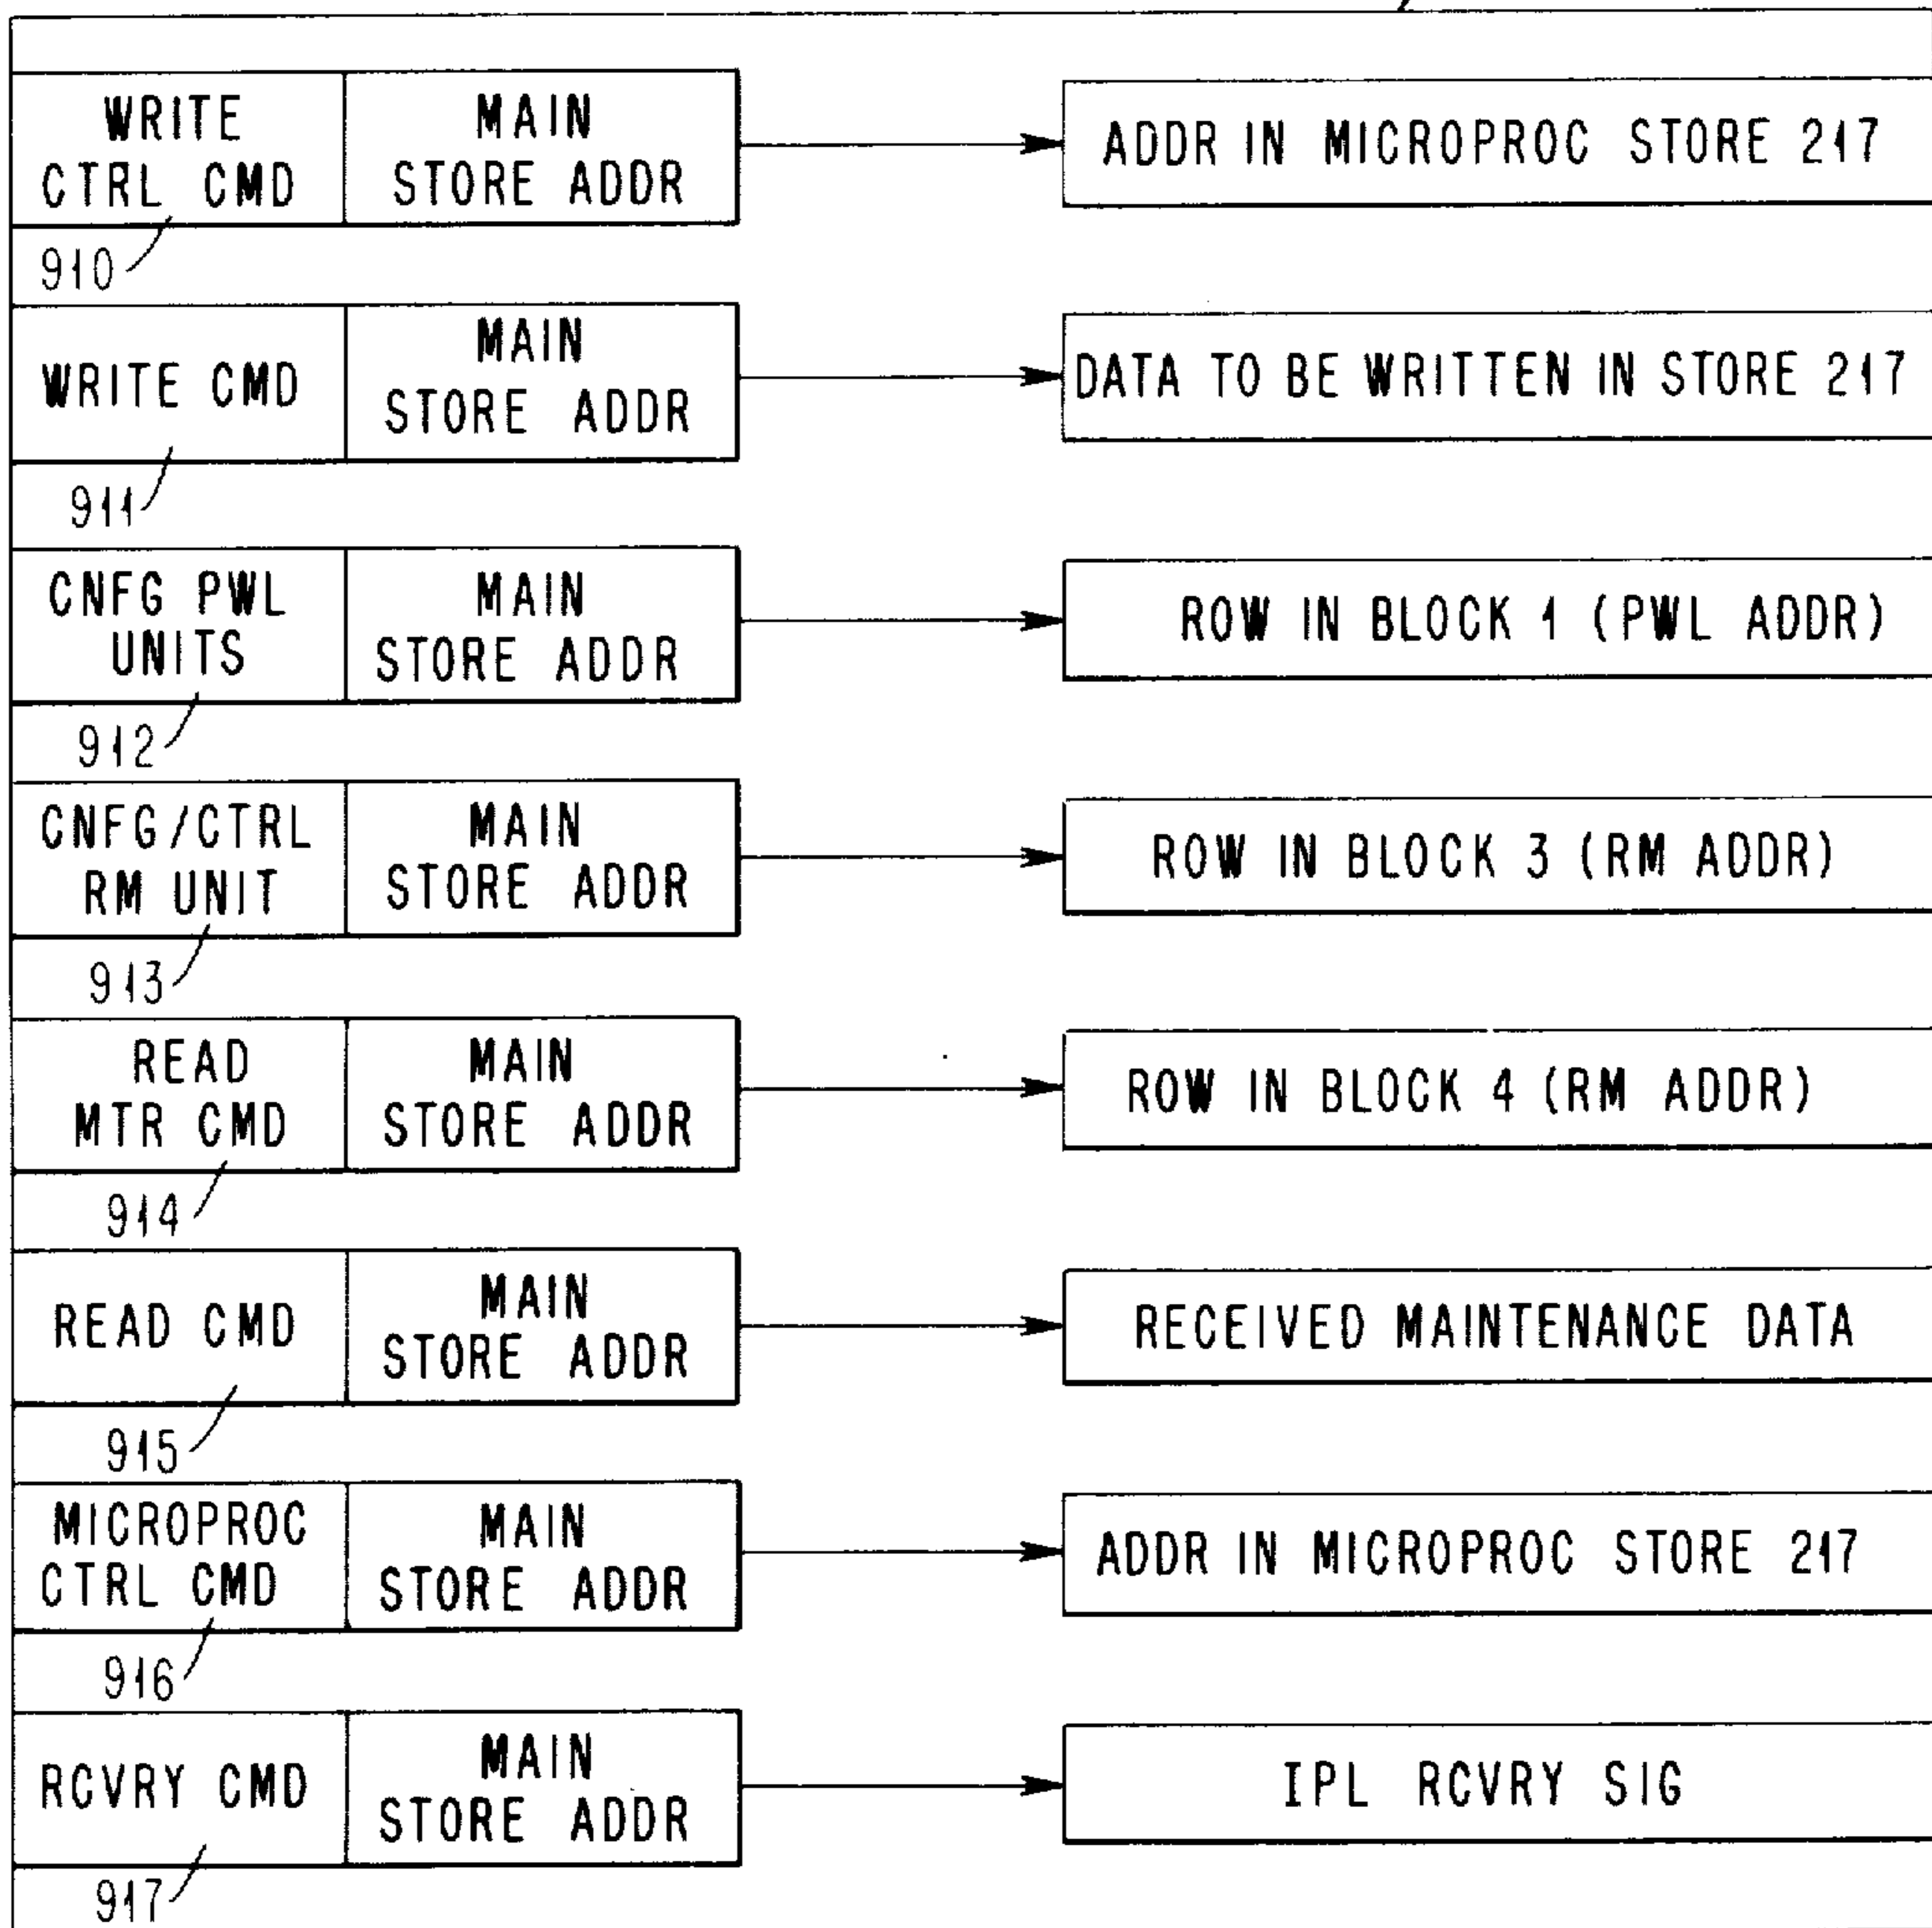 WRITE
CTRL CMD
MAIN
STORE ADDR
ADDR IN MICROPROC STORE 217
910
WRITE CMD
MAIN
STORE ADDR
DATA TO BE WRITTEN IN STORE 217
911
CNFG PWL
UNITS
MAIN
STORE ADDR
ROW IN BLOCK 1 (PWL ADDR)
912
CNFG/CTRL
RM UNIT
MAIN
STORE ADDR
ROW IN BLOCK 3 (RM ADDR)
913
READ
MTR CMD
MAIN
STORE ADDR
ROW IN BLOCK 4 (RM ADDR)
914
READ CMD
MAIN
STORE ADDR
RECEIVED MAINTENANCE DATA
915
MICROPROC
CTRL CMD
MAIN
STORE ADDR
ADDR IN MICROPROC STORE 217
916
RCVRY CMD
MAIN
STORE ADDR
IPL RCVRY SIG
917